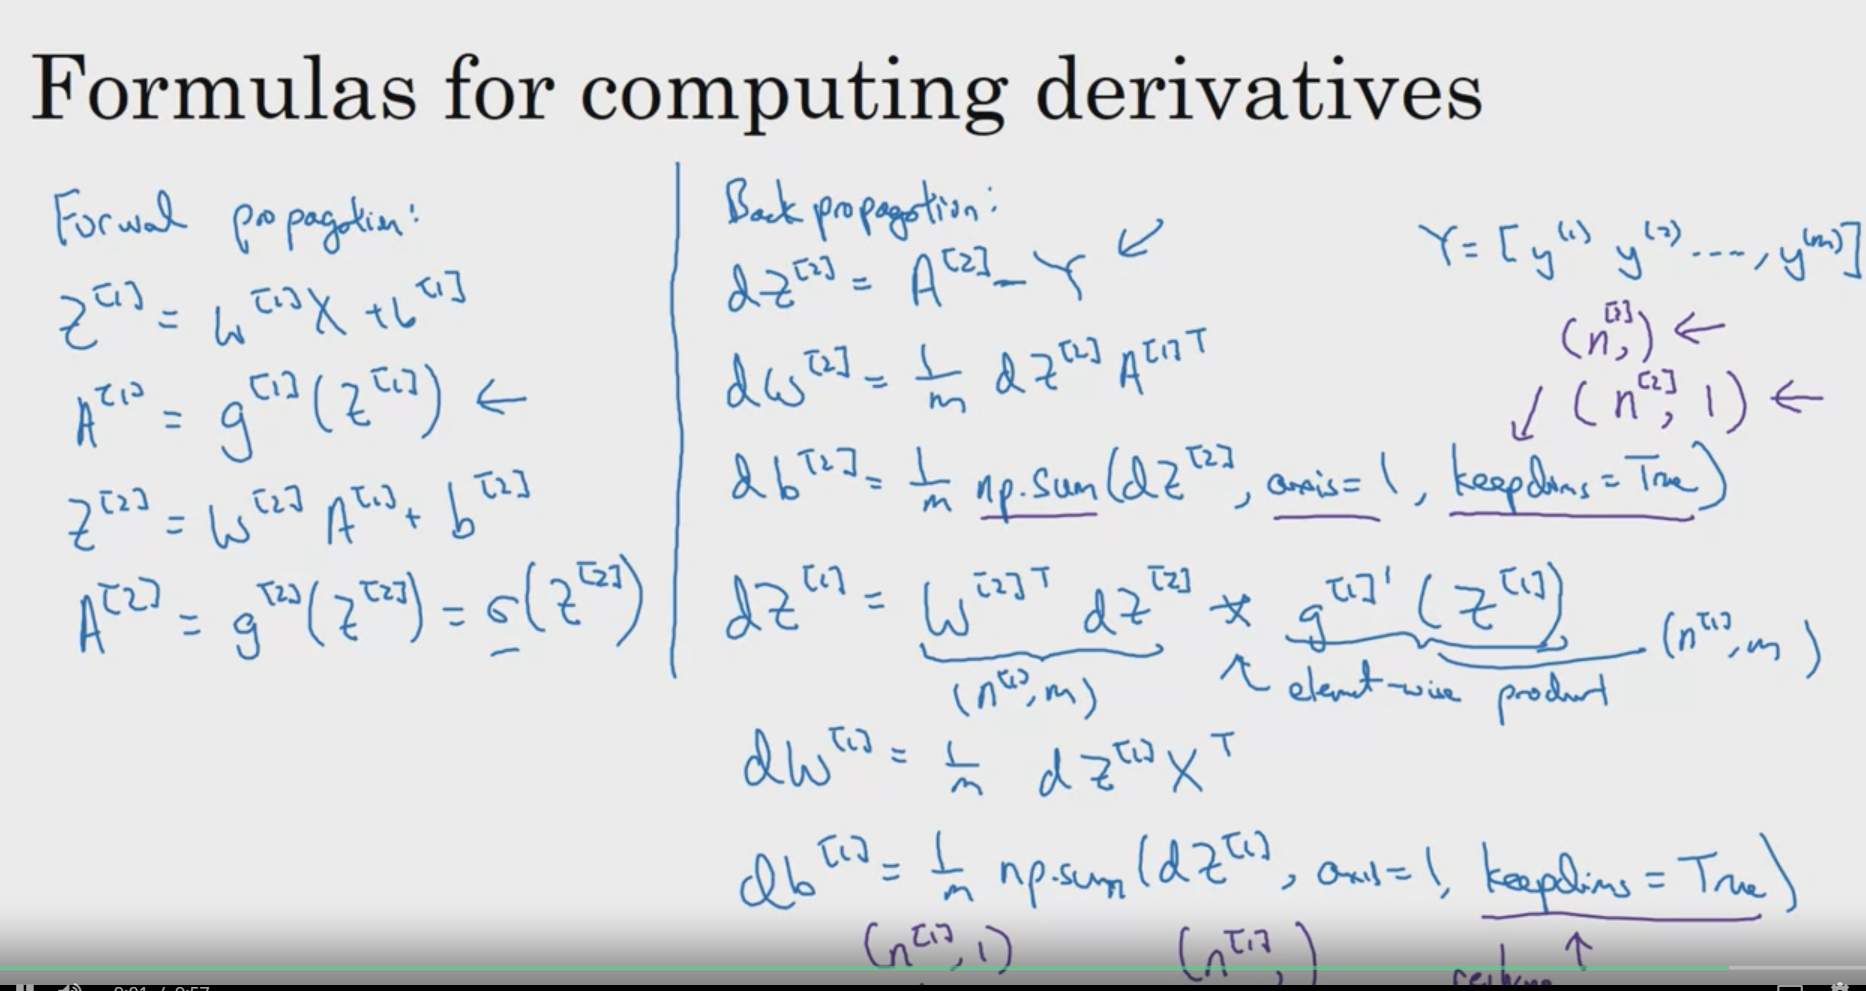 Formulas for computing derivatives
Forwal propagation:
Z^[1] = W^[1]X + b^[1]
A^[1] = g^[1](Z^[1]) ←
Z^[2] = W^[2] A^[1] + b^[2]
A^[2] = g^[2](Z^[2]) = σ(Z^[2])
Back propagation:
dZ^[2] = A^[2] - Y ↙
dW^[2] = 1/m dZ^[2] A^[1]T
db^[2] = 1/m np.sum(dZ^[2], axis=1, keepdims=True)
dZ^[1] = W^[2]T dZ^[2] * g^[1]'(Z^[1])
(n^[1], m) ↑ element-wise product (n^[1], m)
dW^[1] = 1/m dZ^[1] X^T
db^[1] = 1/m np.sum(dZ^[1], axis=1, keepdims=True)
(n^[1], 1) (n^[1],) ↑
Y = [y^(1) y^(2) ...., y^(m)]
(n^[2],) ←
↙ (n^[2], 1) ←